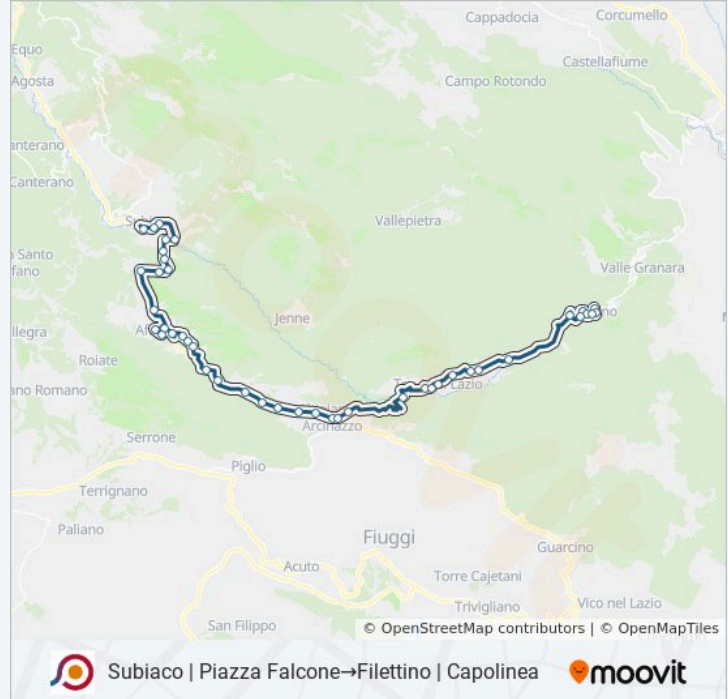 Cappadocia
Corcumello
Equo
Castellafiume
Agosta
Campo Rotondo
anterano
Canterano
Vallepietra
Santo
fano
Valle Granara
Jenne
llegra
Roiate
Lazio
ano Romano
Arcinazzo
Serrone
Piglio
Terrignano
Paliano
Fiuggi
Guarcino
Acuto
Torre Cajetani
Vico nel Lazio
Trivigliano
San Filippo
© OpenStreetMap contributors | © OpenMapTiles
Subiaco | Piazza Falcone→Filettino | Capolinea
moovit